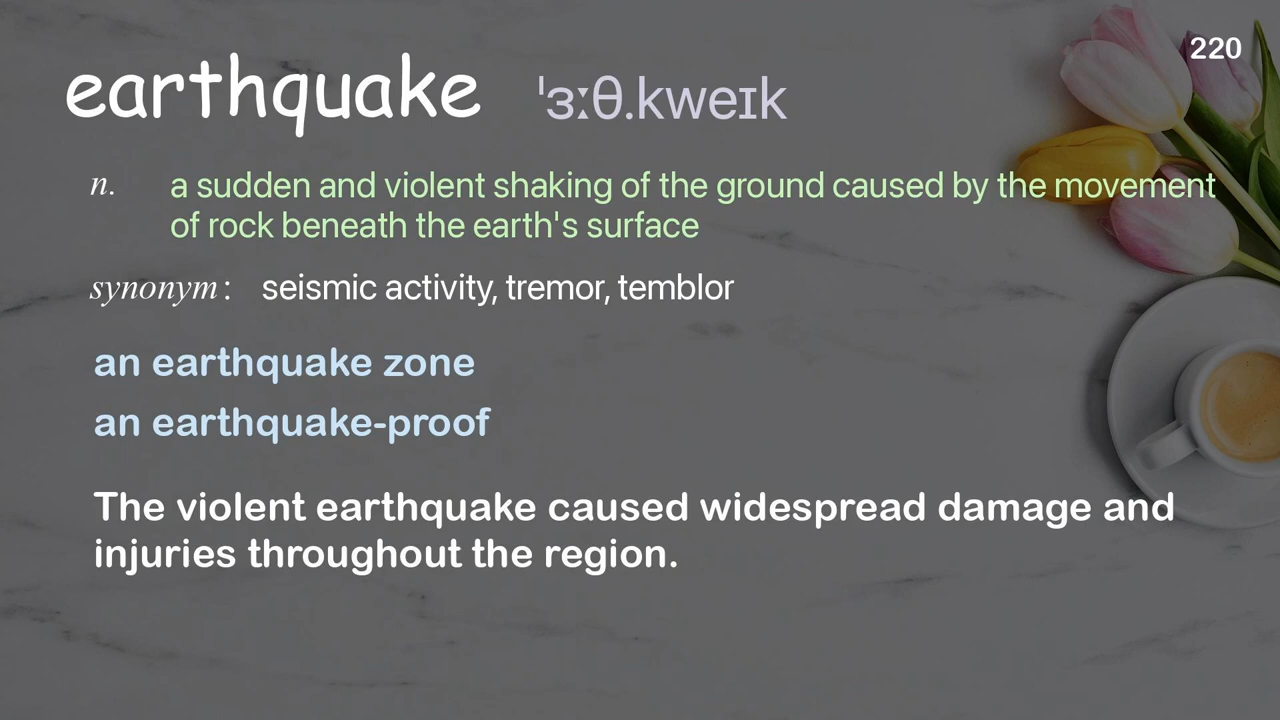 220
earthquake ˈɜːθ.kweɪk
n. a sudden and violent shaking of the ground caused by the movement
of rock beneath the earth's surface
synonym: seismic activity, tremor, temblor
an earthquake zone
an earthquake-proof
The violent earthquake caused widespread damage and
injuries throughout the region.